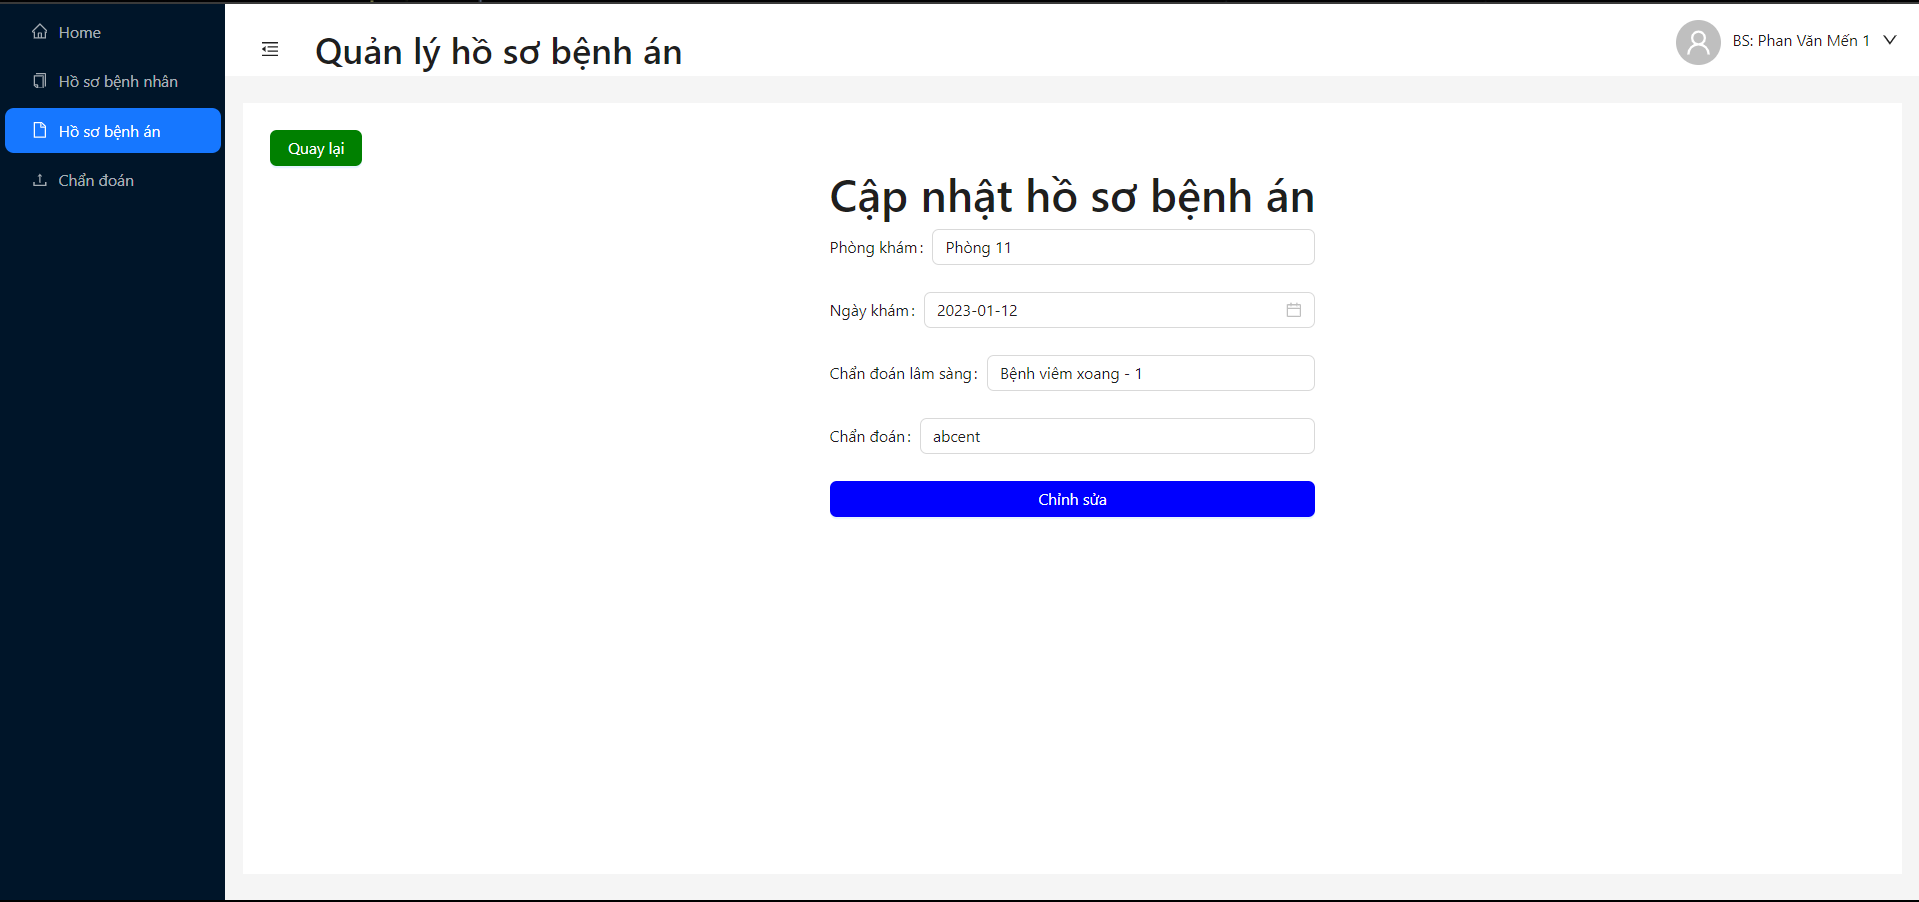 Home
Hồ sơ bệnh nhân
Hồ sơ bệnh án
Chẩn đoán
Quản lý hồ sơ bệnh án
BS: Phan Văn Mến 1
Quay lại
Cập nhật hồ sơ bệnh án
Phòng khám: Phòng 11
Ngày khám: 2023-01-12
Chẩn đoán lâm sàng: Bệnh viêm xoang - 1
Chẩn đoán: abcent
Chỉnh sửa